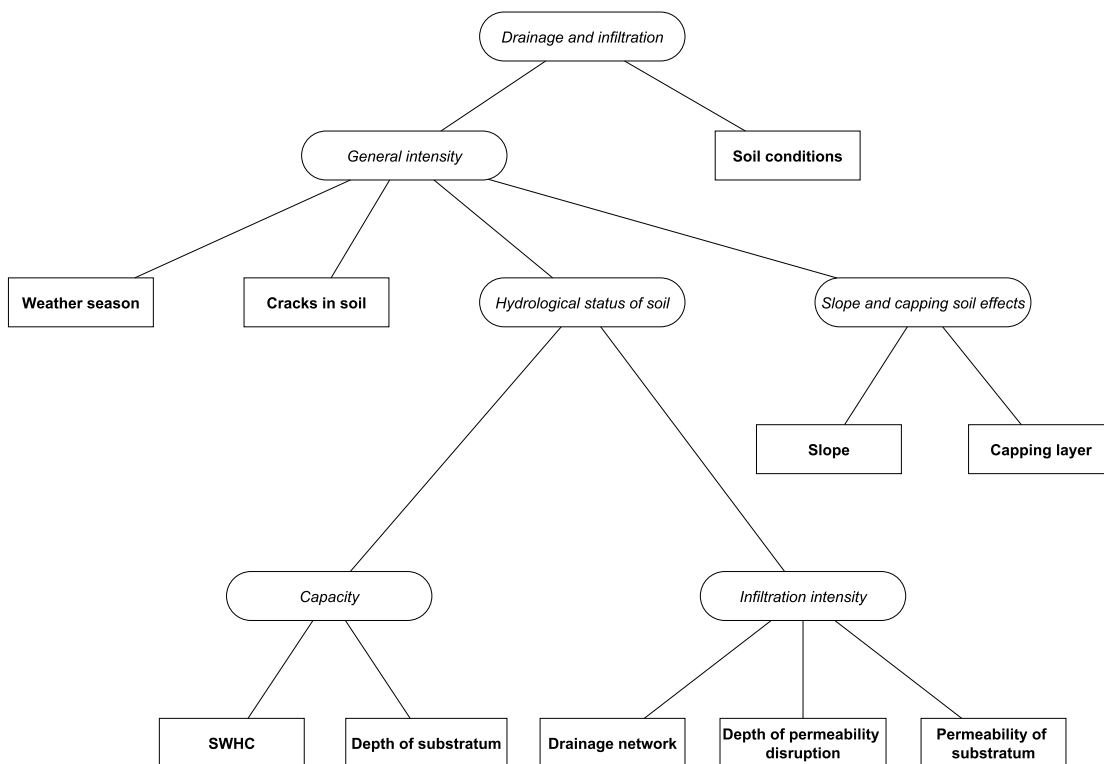 Drainage and infiltration
General intensity
Soil conditions
Weather season
Cracks in soil
Hydrological status of soil
Slope and capping soil effects
Slope
Capping layer
Capacity
Infiltration intensity
SWHC
Depth of substratum
Drainage network
Depth of permeability
disruption
Permeability of
substratum